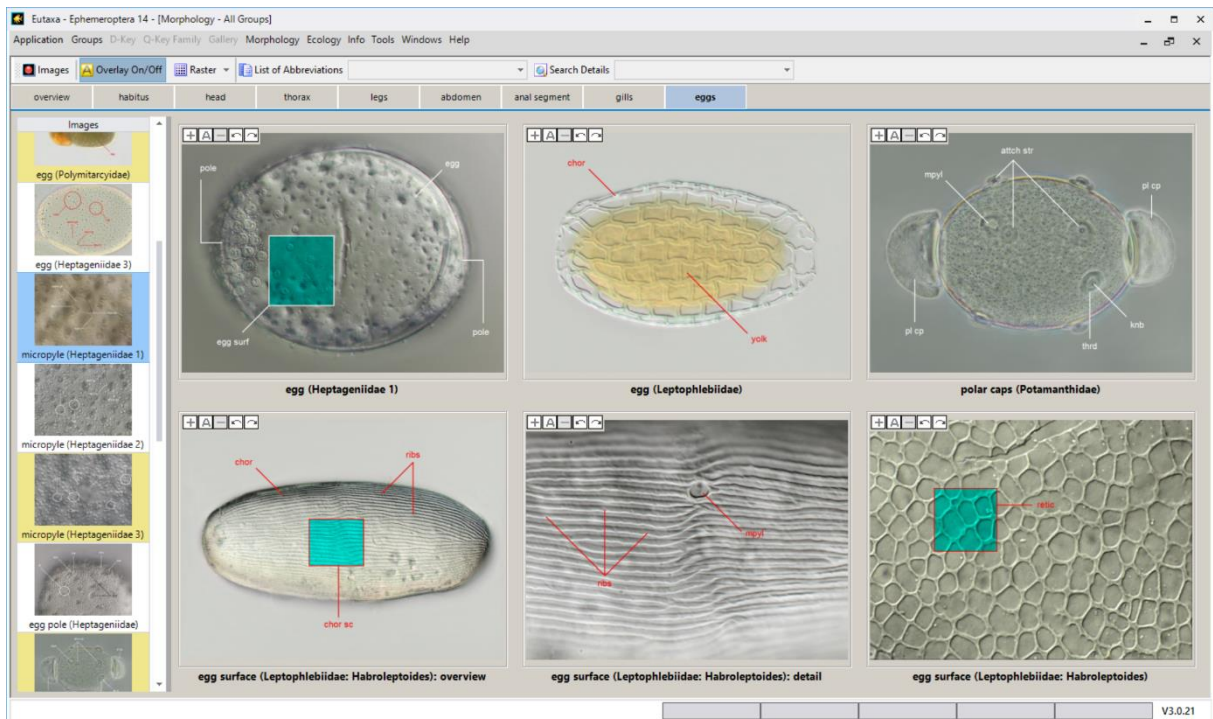 Eutaxa - Ephemeroptera 14 - [Morphology - All Groups]
Application Groups D-Key Q-Key Family Gallery Morphology Ecology Info Tools Windows Help
Images Overlay On/Off Raster List of Abbreviations Search Details
overview habitus head thorax legs abdomen anal segment gills eggs
Images
egg (Polymitarcyidae)
egg (Heptageniidae 3)
micropyle (Heptageniidae 1)
micropyle (Heptageniidae 2)
micropyle (Heptageniidae 3)
egg pole (Heptageniidae)
A
pole
egg
egg surf
pole
egg (Heptageniidae 1)
A
chor
yolk
egg (Leptophlebiidae)
A
attch str
mpyl
pl cp
pl cp
knb
thrd
polar caps (Potamanthidae)
A
chor
ribs
chor sc
egg surface (Leptophlebiidae: Habroleptoides): overview
A
mpyl
ribs
egg surface (Leptophlebiidae: Habroleptoides): detail
A
retic
egg surface (Leptophlebiidae: Habroleptoides)
V3.0.21